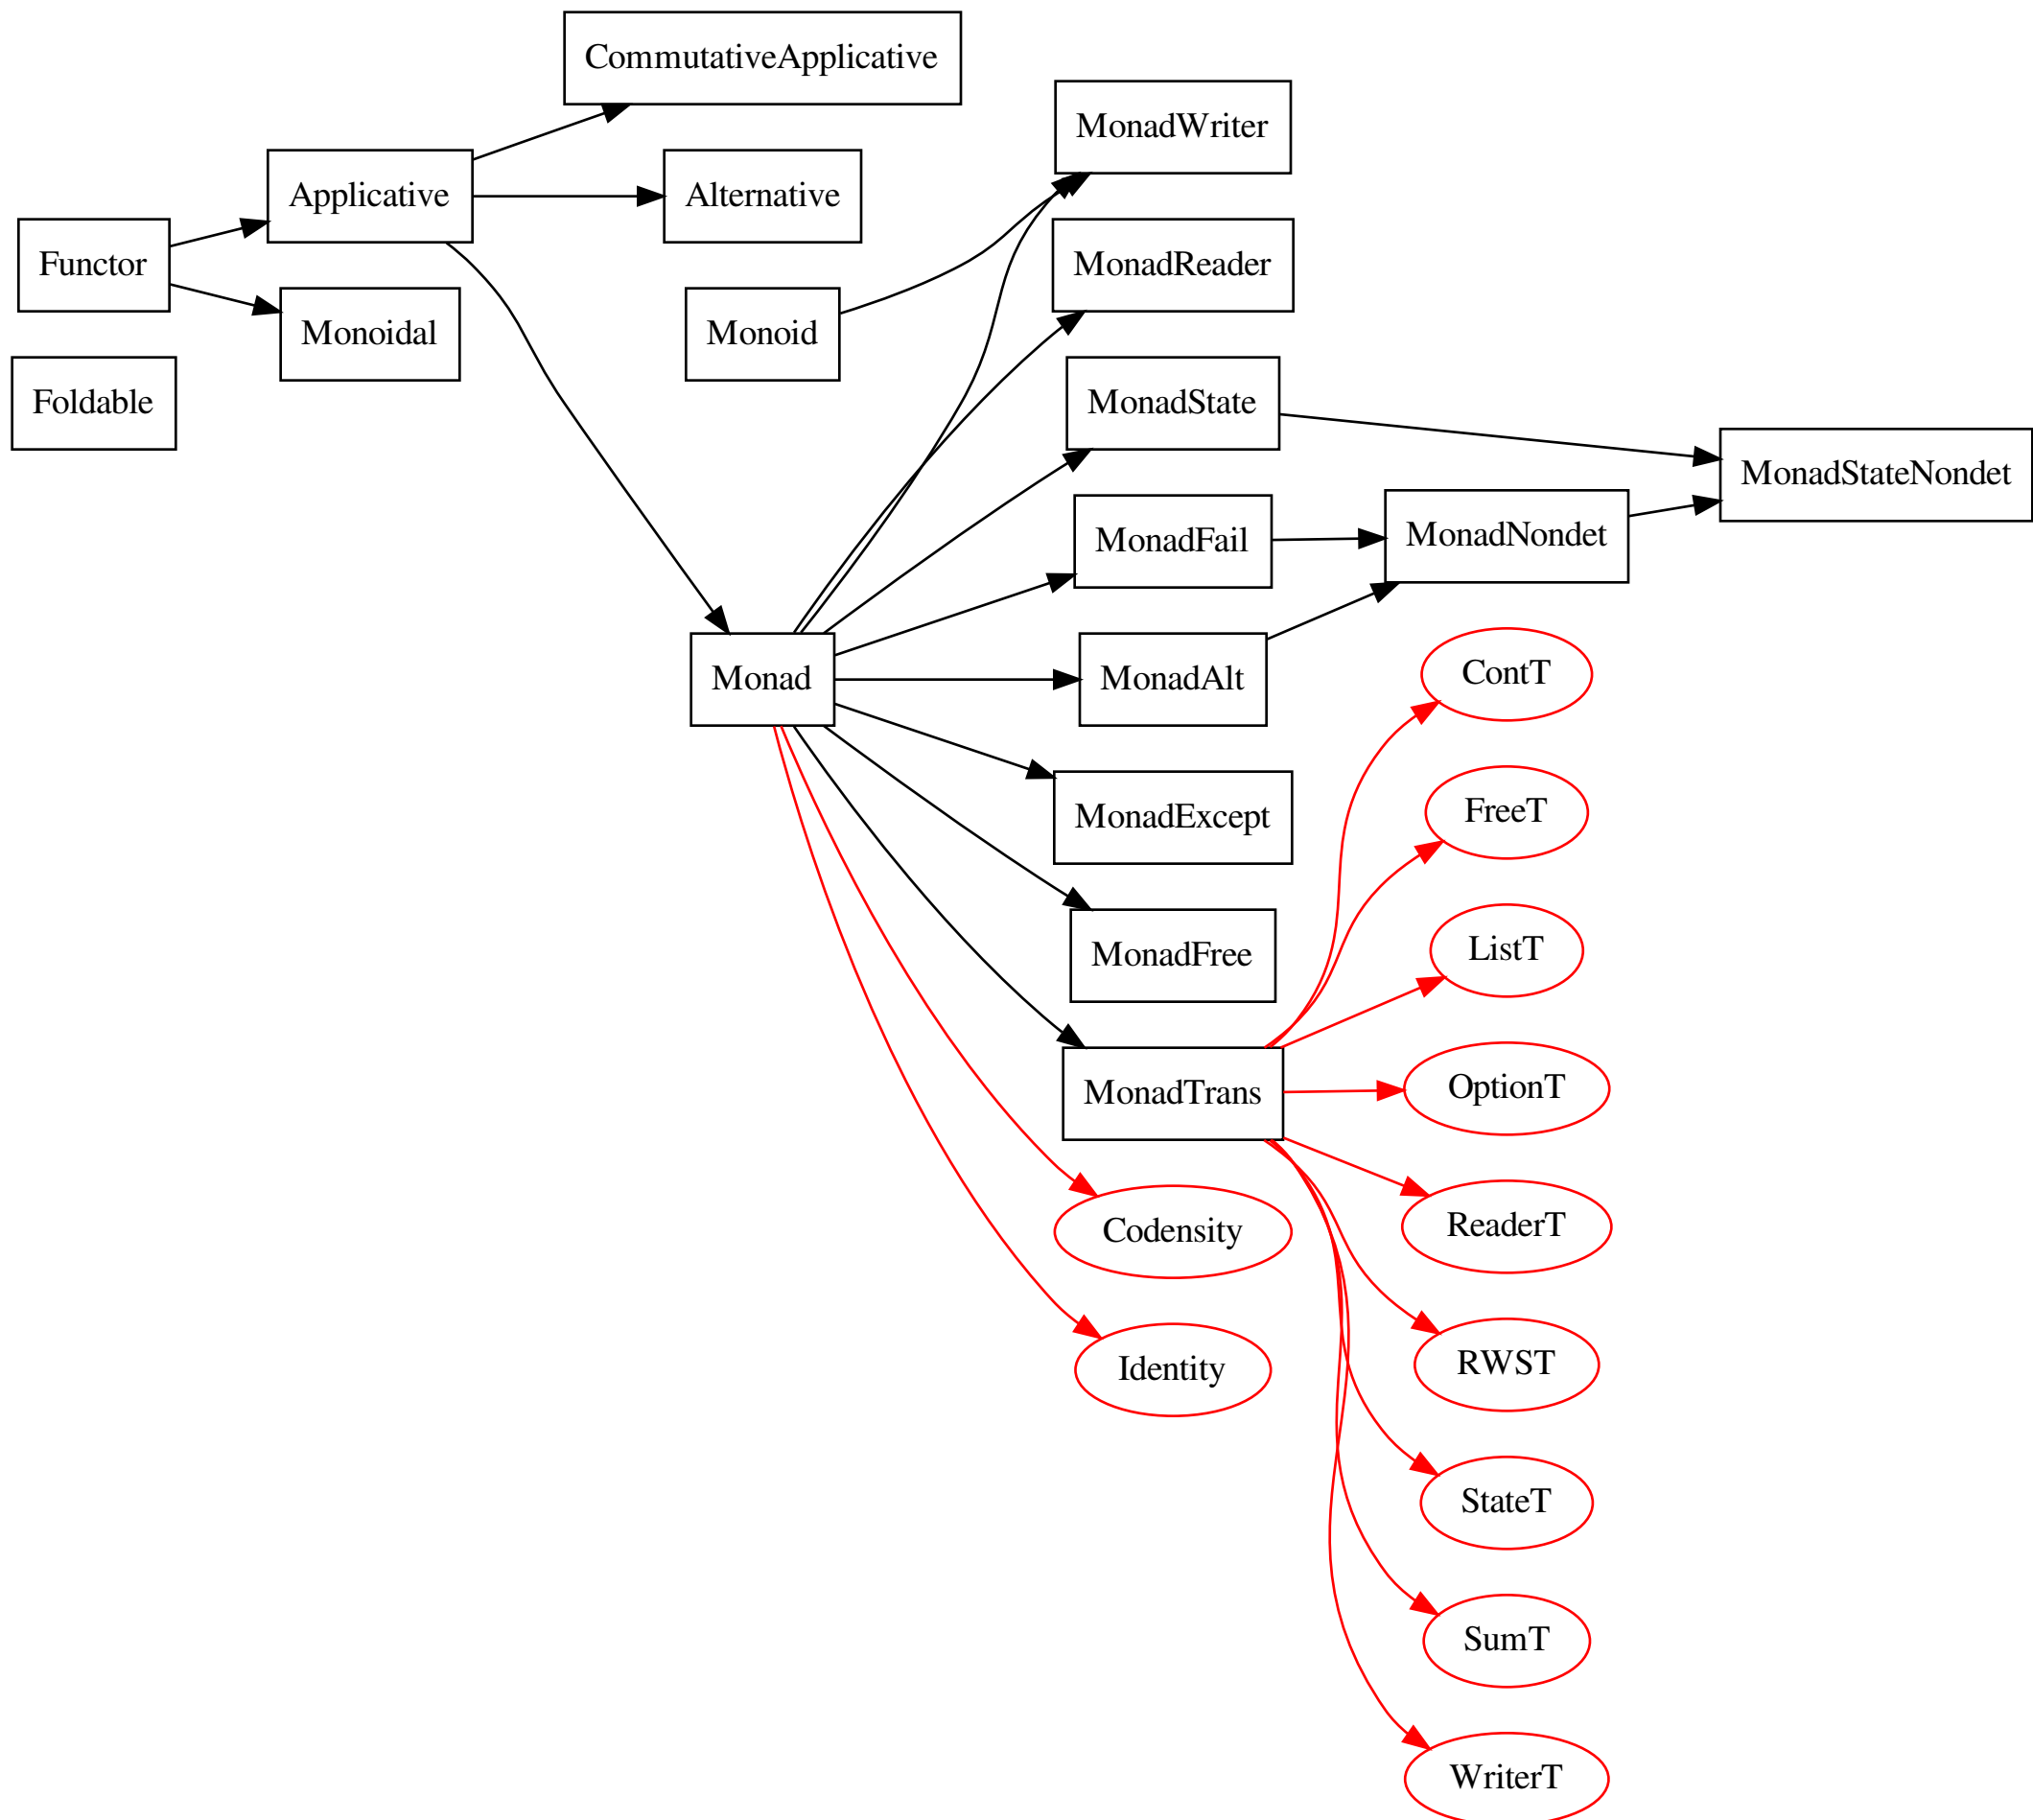 CommutativeApplicative
MonadWriter
Applicative
Alternative
Functor
MonadReader
Monoidal
Monoid
Foldable
MonadState
MonadStateNondet
MonadFail
MonadNondet
Monad
MonadAlt
ContT
MonadExcept
FreeT
MonadFree
ListT
MonadTrans
OptionT
Codensity
ReaderT
Identity
RWST
StateT
SumT
WriterT